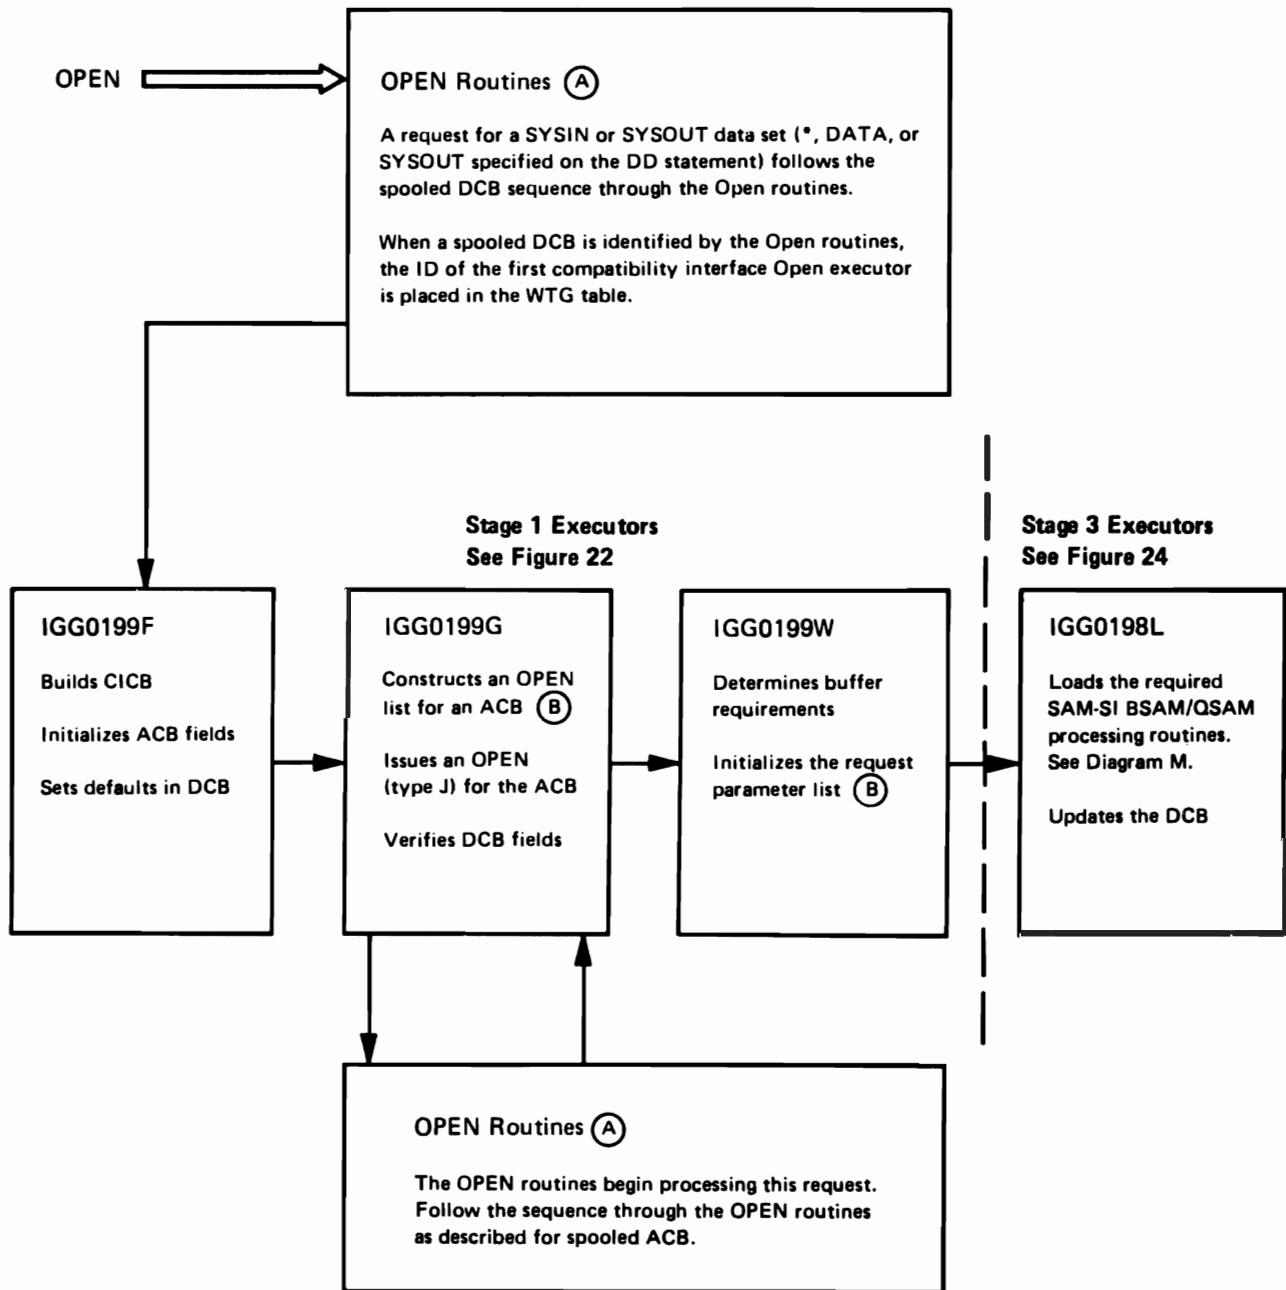 OPEN
OPEN Routines (A)
A request for a SYSIN or SYSOUT data set (*, DATA, or
SYSOUT specified on the DD statement) follows the
spooled DCB sequence through the Open routines.
When a spooled DCB is identified by the Open routines,
the ID of the first compatibility interface Open executor
is placed in the WTG table.
Stage 1 Executors
See Figure 22
Stage 3 Executors
See Figure 24
IGG0199F
Builds CICB
Initializes ACB fields
Sets defaults in DCB
IGG0199G
Constructs an OPEN
list for an ACB (B)
Issues an OPEN
(type J) for the ACB
Verifies DCB fields
IGG0199W
Determines buffer
requirements
Initializes the request
parameter list (B)
IGG0198L
Loads the required
SAM-SI BSAM/QSAM
processing routines.
See Diagram M.
Updates the DCB
OPEN Routines (A)
The OPEN routines begin processing this request.
Follow the sequence through the OPEN routines
as described for spooled ACB.